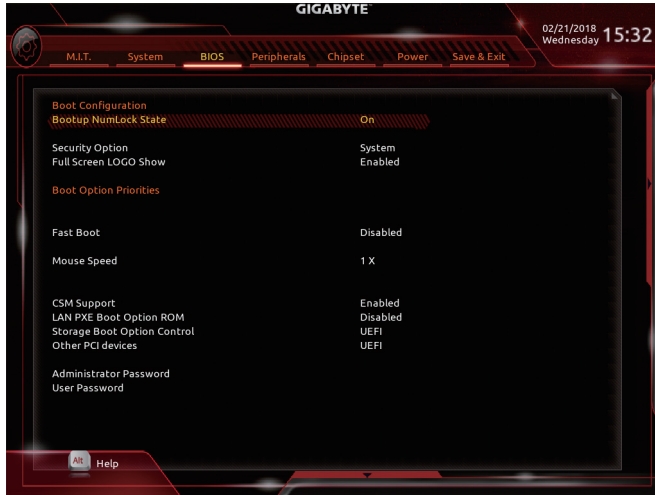 GIGABYTE™
02/21/2018
Wednesday
15:32
M.I.T. System BIOS Peripherals Chipset Power Save & Exit
Boot Configuration
Bootup NumLock State On
Security Option System
Full Screen LOGO Show Enabled
Boot Option Priorities
Fast Boot Disabled
Mouse Speed 1 X
CSM Support Enabled
LAN PXE Boot Option ROM Disabled
Storage Boot Option Control UEFI
Other PCI devices UEFI
Administrator Password
User Password
Alt Help